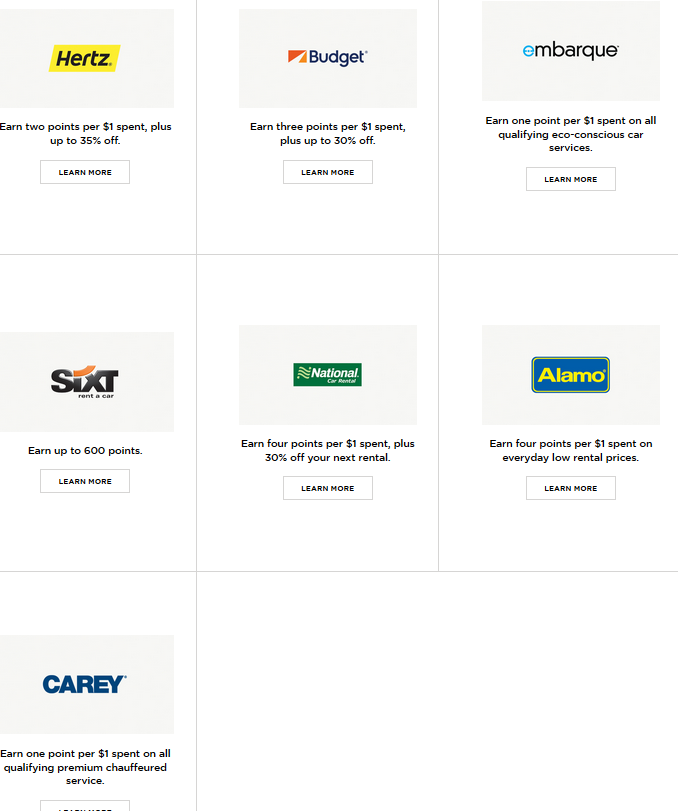 Hertz.
Earn two points per $1 spent, plus
up to 35% off.
LEARN MORE
Budget®
Earn three points per $1 spent,
plus up to 30% off.
LEARN MORE
embarque
Earn one point per $1 spent on all
qualifying eco-conscious car
services.
LEARN MORE
SIXT
rent a car
Earn up to 600 points.
LEARN MORE
National.
Car Rental
Earn four points per $1 spent, plus
30% off your next rental.
LEARN MORE
Alamo
Earn four points per $1 spent on
everyday low rental prices.
LEARN MORE
CAREY
Earn one point per $1 spent on all
qualifying premium chauffeured
service.
LEARN MORE